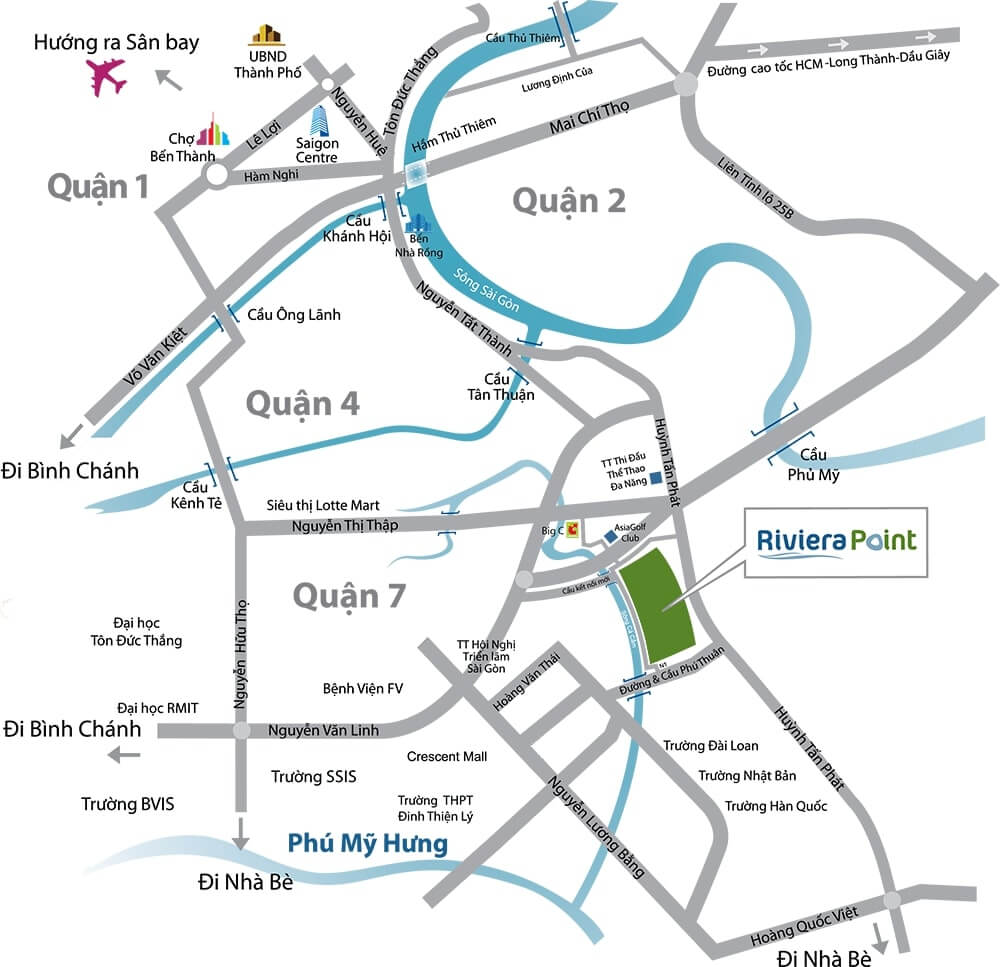 Hướng ra Sân bay
UBND
Thành Phố
Cầu Thủ Thiêm
Lương Định Của
Đường cao tốc HCM-Long Thành-Dầu Giây
Tôn Đức Thắng
Nguyễn Huệ
Lê Lợi
Chợ
Bến Thành
Saigon
Centre
Hàm Nghi
Hầm Thủ Thiêm
Mai Chí Thọ
Liên Tỉnh lộ 25B
Quận 1
Quận 2
Cầu
Khánh Hội
Bến
Nhà Rồng
Sông Sài Gòn
Nguyễn Tất Thành
Cầu Ông Lãnh
Võ Văn Kiệt
Cầu
Tân Thuận
Quận 4
Đi Bình Chánh
Huỳnh Tấn Phát
Cầu
Phú Mỹ
TT Thi Đấu
Thể Thao
Đa Năng
Cầu
Kênh Tẻ
Siêu thị Lotte Mart
Nguyễn Thị Thập
Big C
AsiaGolf
Club
Riviera Point
Cầu kết nối mới
Quận 7
Nguyễn Hữu Thọ
Đại học
Tôn Đức Thắng
TT Hội Nghị
Triển lãm
Sài Gòn
Hoàng Văn Thái
N1
Đường & Cầu Phú Thuận
Bệnh Viện FV
Đại học RMIT
Đi Bình Chánh
Nguyễn Văn Linh
Huỳnh Tấn Phát
Crescent Mall
Trường Đài Loan
Trường SSIS
Trường Nhật Bản
Trường BVIS
Trường THPT
Đinh Thiện Lý
Trường Hàn Quốc
Nguyễn Lương Bằng
Phú Mỹ Hưng
Đi Nhà Bè
Hoàng Quốc Việt
Đi Nhà Bè